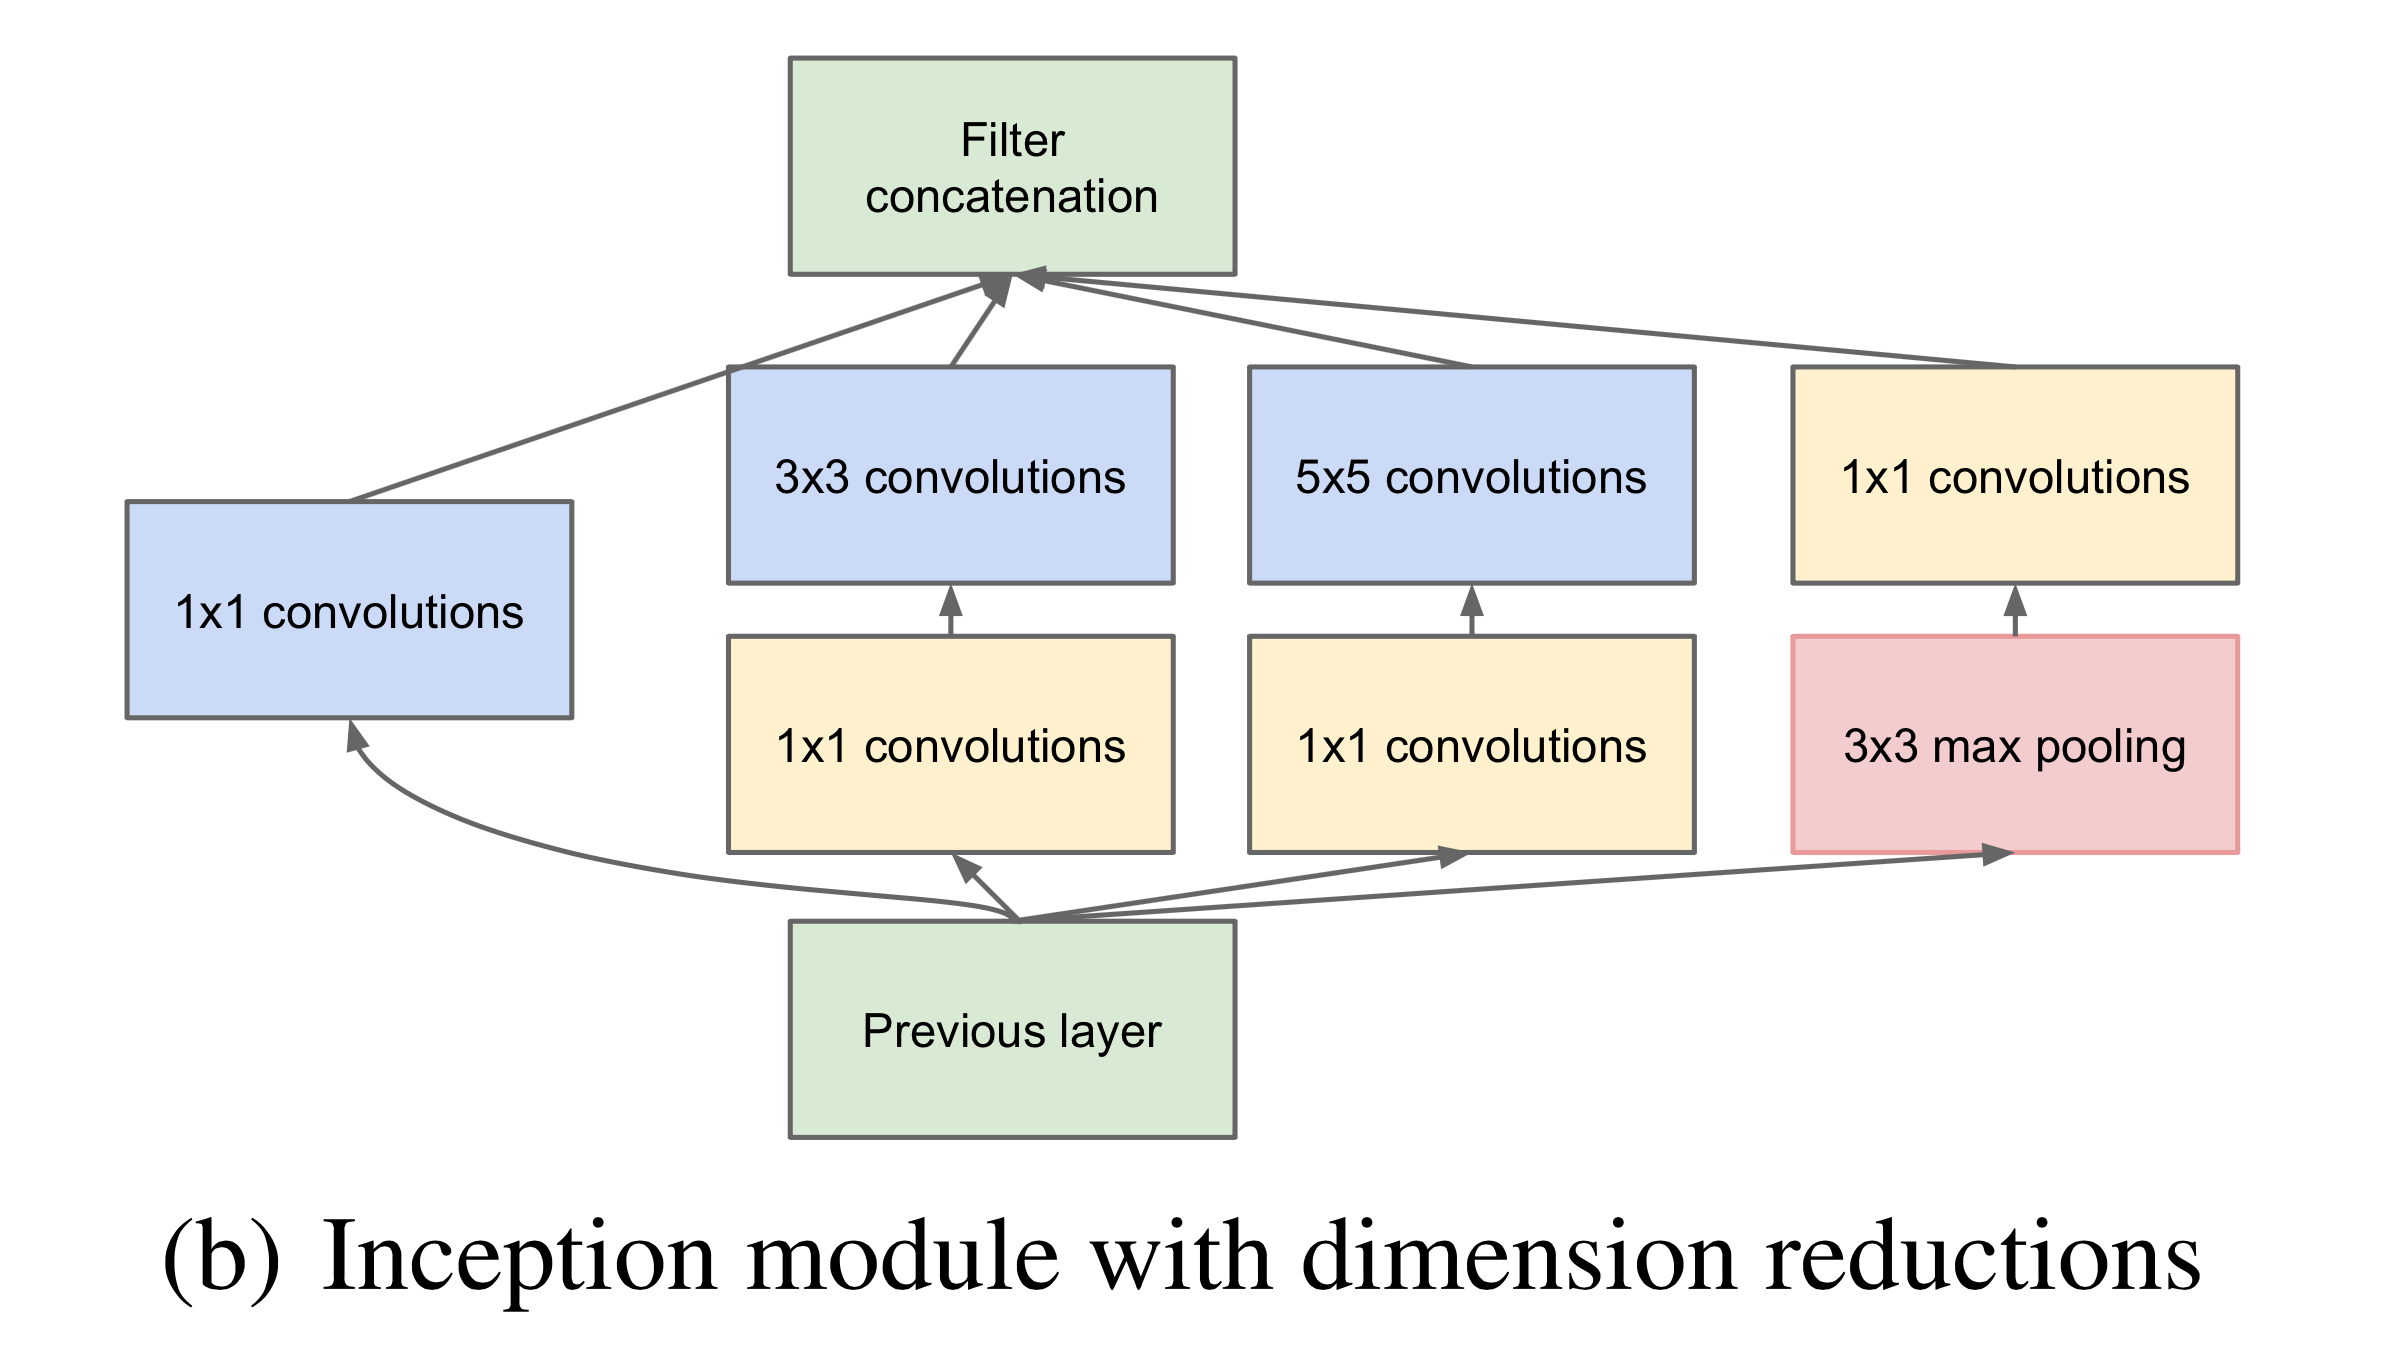 Filter
concatenation
3x3 convolutions
5x5 convolutions
1x1 convolutions
1x1 convolutions
1x1 convolutions
1x1 convolutions
3x3 max pooling
Previous layer
(b) Inception module with dimension reductions